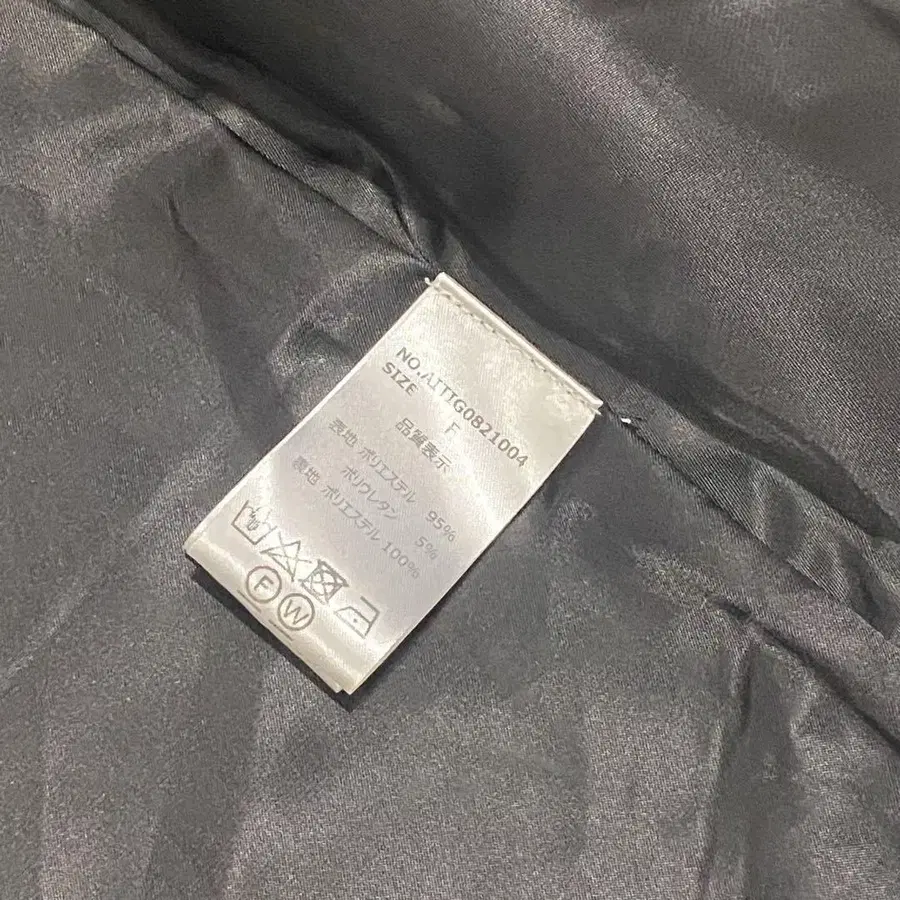 NO.AITIG0821004
SIZE F
品質表示
表地 ポリエステル 95%
ポリウレタン 5%
裏地 ポリエステル 100%
F W